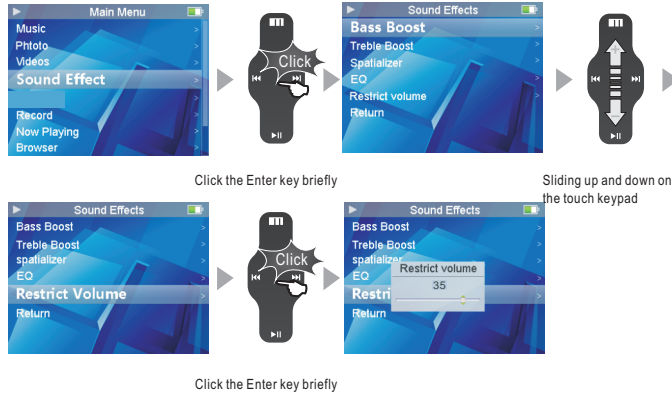 Main Menu
Music
Phtoto
Videos
Sound Effect
Record
Now Playing
Browser
Click
Sound Effects
Bass Boost
Treble Boost
Spatializer
EQ
Restrict volume
Return
Click the Enter key briefly
Sliding up and down on
the touch keypad
Sound Effects
Bass Boost
Treble Boost
spatializer
EQ
Restrict Volume
Return
Click
Sound Effects
Bass Boost
Treble Boost
spatializer
EQ
Restri
Return
Restrict volume
35
Click the Enter key briefly